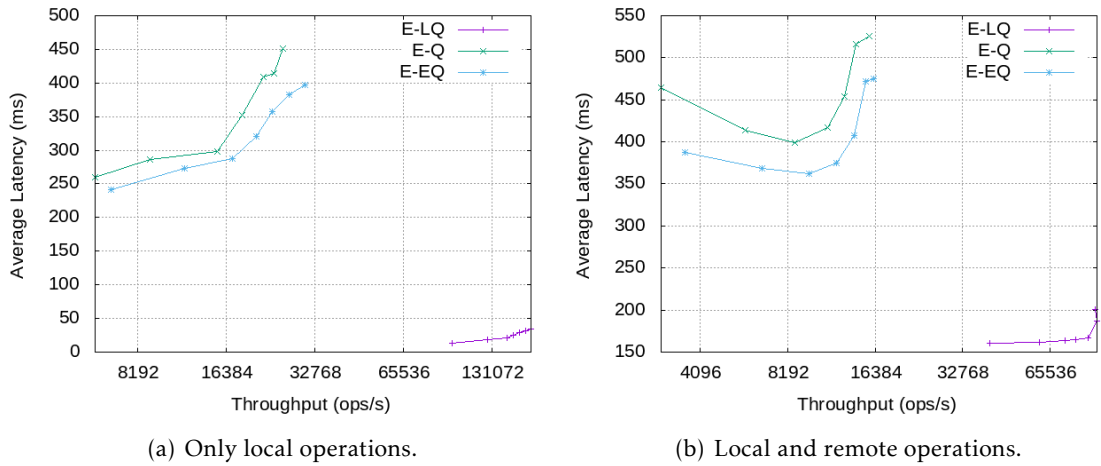 500
450
400
350
300
250
200
150
100
50
0
8192 16384 32768 65536 131072
Average Latency (ms)
Throughput (ops/s)
E-LQ
E-Q
E-EQ
(a) Only local operations.
550
500
450
400
350
300
250
200
150
4096 8192 16384 32768 65536
Average Latency (ms)
Throughput (ops/s)
E-LQ
E-Q
E-EQ
(b) Local and remote operations.